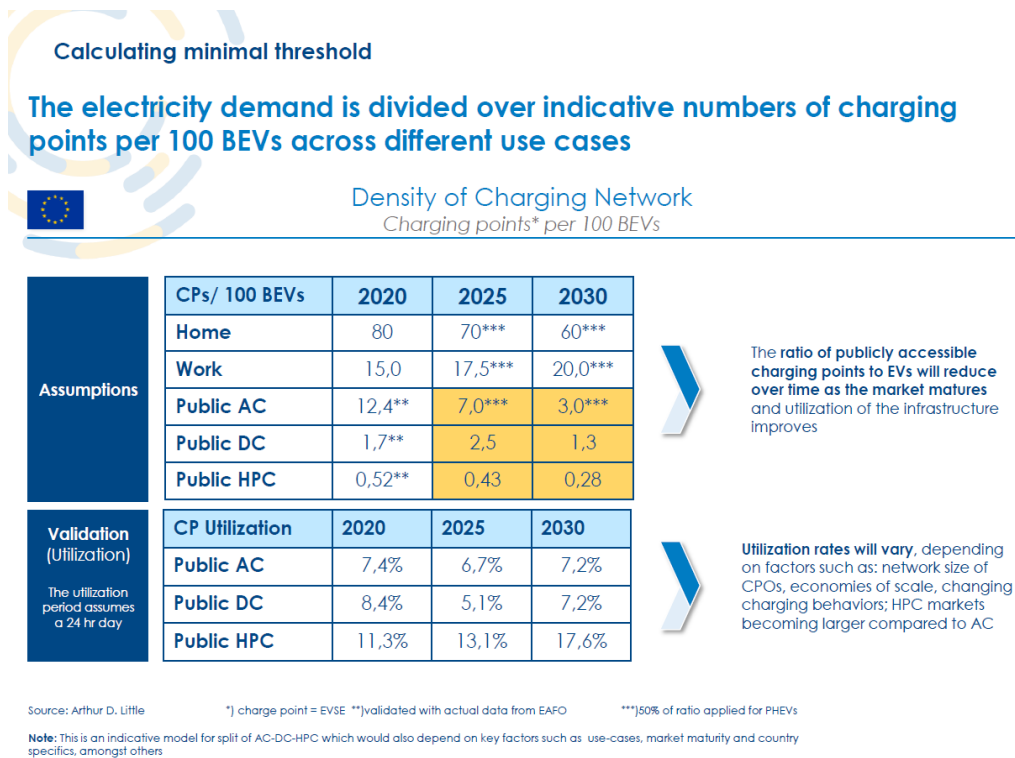 Calculating minimal threshold
The electricity demand is divided over indicative numbers of charging
points per 100 BEVs across different use cases
Density of Charging Network
Charging points* per 100 BEVs
Assumptions
CPs/ 100 BEVs 2020 2025 2030
Home 80 70*** 60***
Work 15,0 17,5*** 20,0***
Public AC 12,4** 7,0*** 3,0***
Public DC 1,7** 2,5 1,3
Public HPC 0,52** 0,43 0,28
The ratio of publicly accessible
charging points to EVs will reduce
over time as the market matures
and utilization of the infrastructure
improves
Validation
(Utilization)
The utilization
period assumes
a 24 hr day
CP Utilization 2020 2025 2030
Public AC 7,4% 6,7% 7,2%
Public DC 8,4% 5,1% 7,2%
Public HPC 11,3% 13,1% 17,6%
Utilization rates will vary, depending
on factors such as: network size of
CPOs, economies of scale, changing
charging behaviors; HPC markets
becoming larger compared to AC
Source: Arthur D. Little *) charge point = EVSE **)validated with actual data from EAFO ***)50% of ratio applied for PHEVs
Note: This is an indicative model for split of AC-DC-HPC which would also depend on key factors such as use-cases, market maturity and country
specifics, amongst others